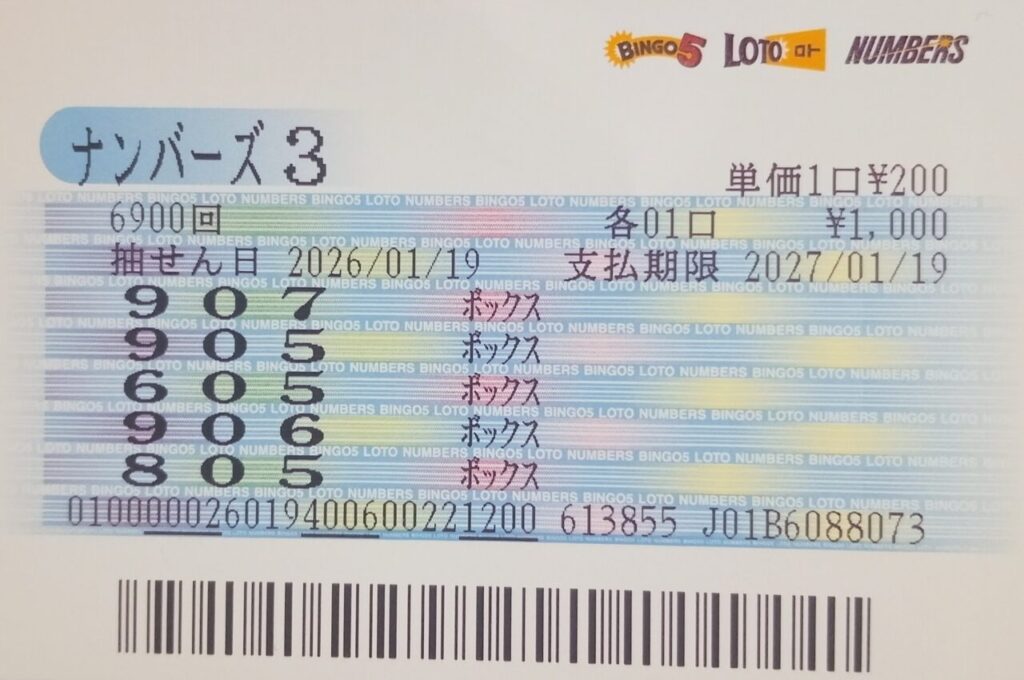 BINGO5 LOTO ロト NUMBERS
ナンバーズ3
単価1口¥200
6900回 各01口 ¥1,000
抽せん日 2026/01/19 支払期限 2027/01/19
907 ボックス
905 ボックス
605 ボックス
906 ボックス
805 ボックス
010000026019400600221200 613855 J01B6088073